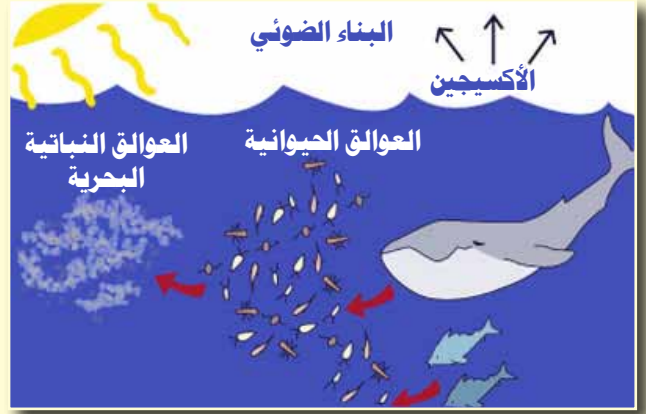 البناء الضوئي
الأكسيجين
العوالق الحيوانية
العوالق النباتية
البحرية